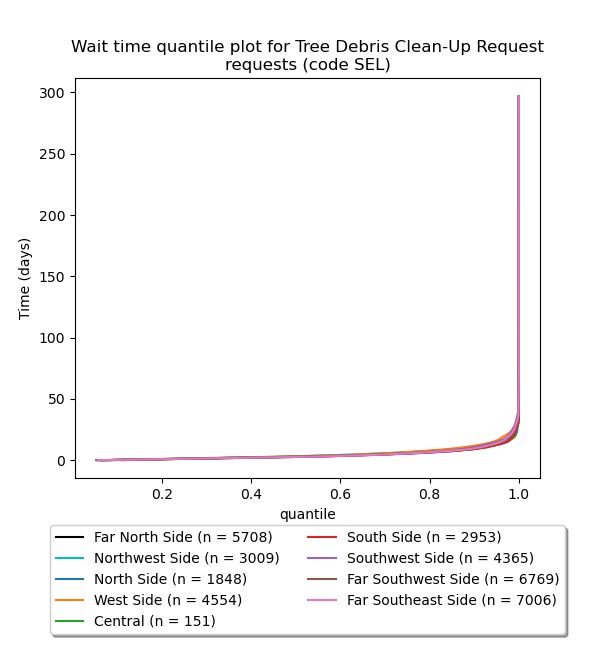 Wait time quantile plot for Tree Debris Clean-Up Request
requests (code SEL)
300
250
200
150
100
50
0
Time (days)
0.2 0.4 0.6 0.8 1.0
quantile
Far North Side (n = 5708)
Northwest Side (n = 3009)
North Side (n = 1848)
West Side (n = 4554)
Central (n = 151)
South Side (n = 2953)
Southwest Side (n = 4365)
Far Southwest Side (n = 6769)
Far Southeast Side (n = 7006)